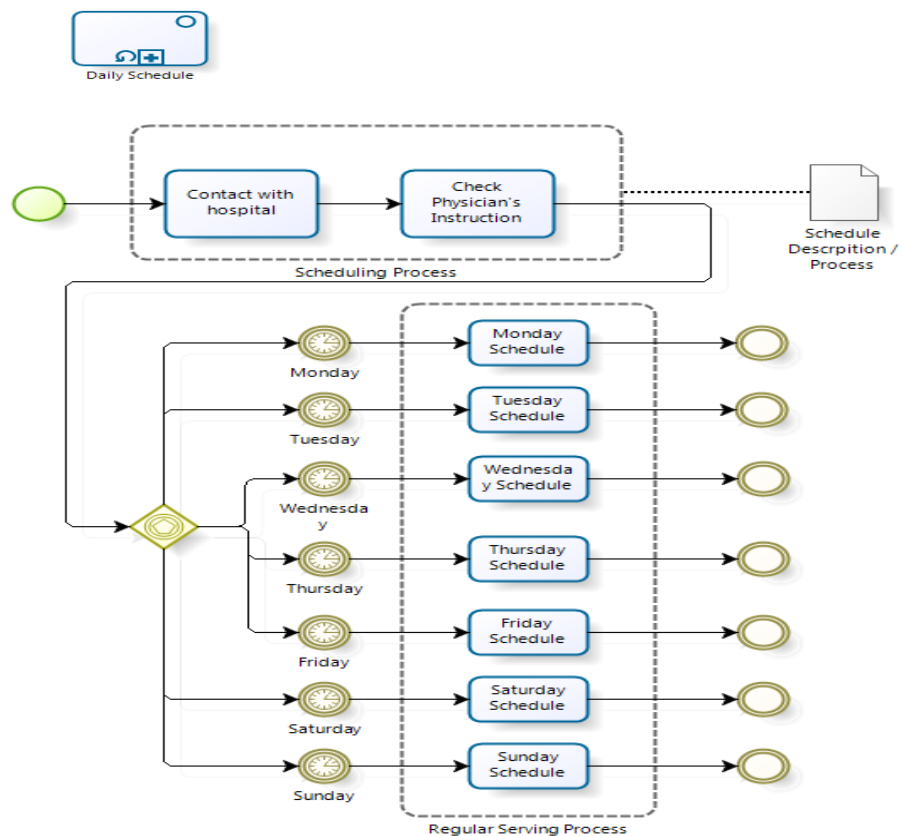 Daily Schedule
Contact with
hospital
Check
Physician's
Instruction
Scheduling Process
Schedule
Descrpition /
Process
Monday
Monday
Schedule
Tuesday
Tuesday
Schedule
Wednesda
y
Wednesda
y Schedule
Thursday
Thursday
Schedule
Friday
Friday
Schedule
Saturday
Saturday
Schedule
Sunday
Sunday
Schedule
Regular Serving Process